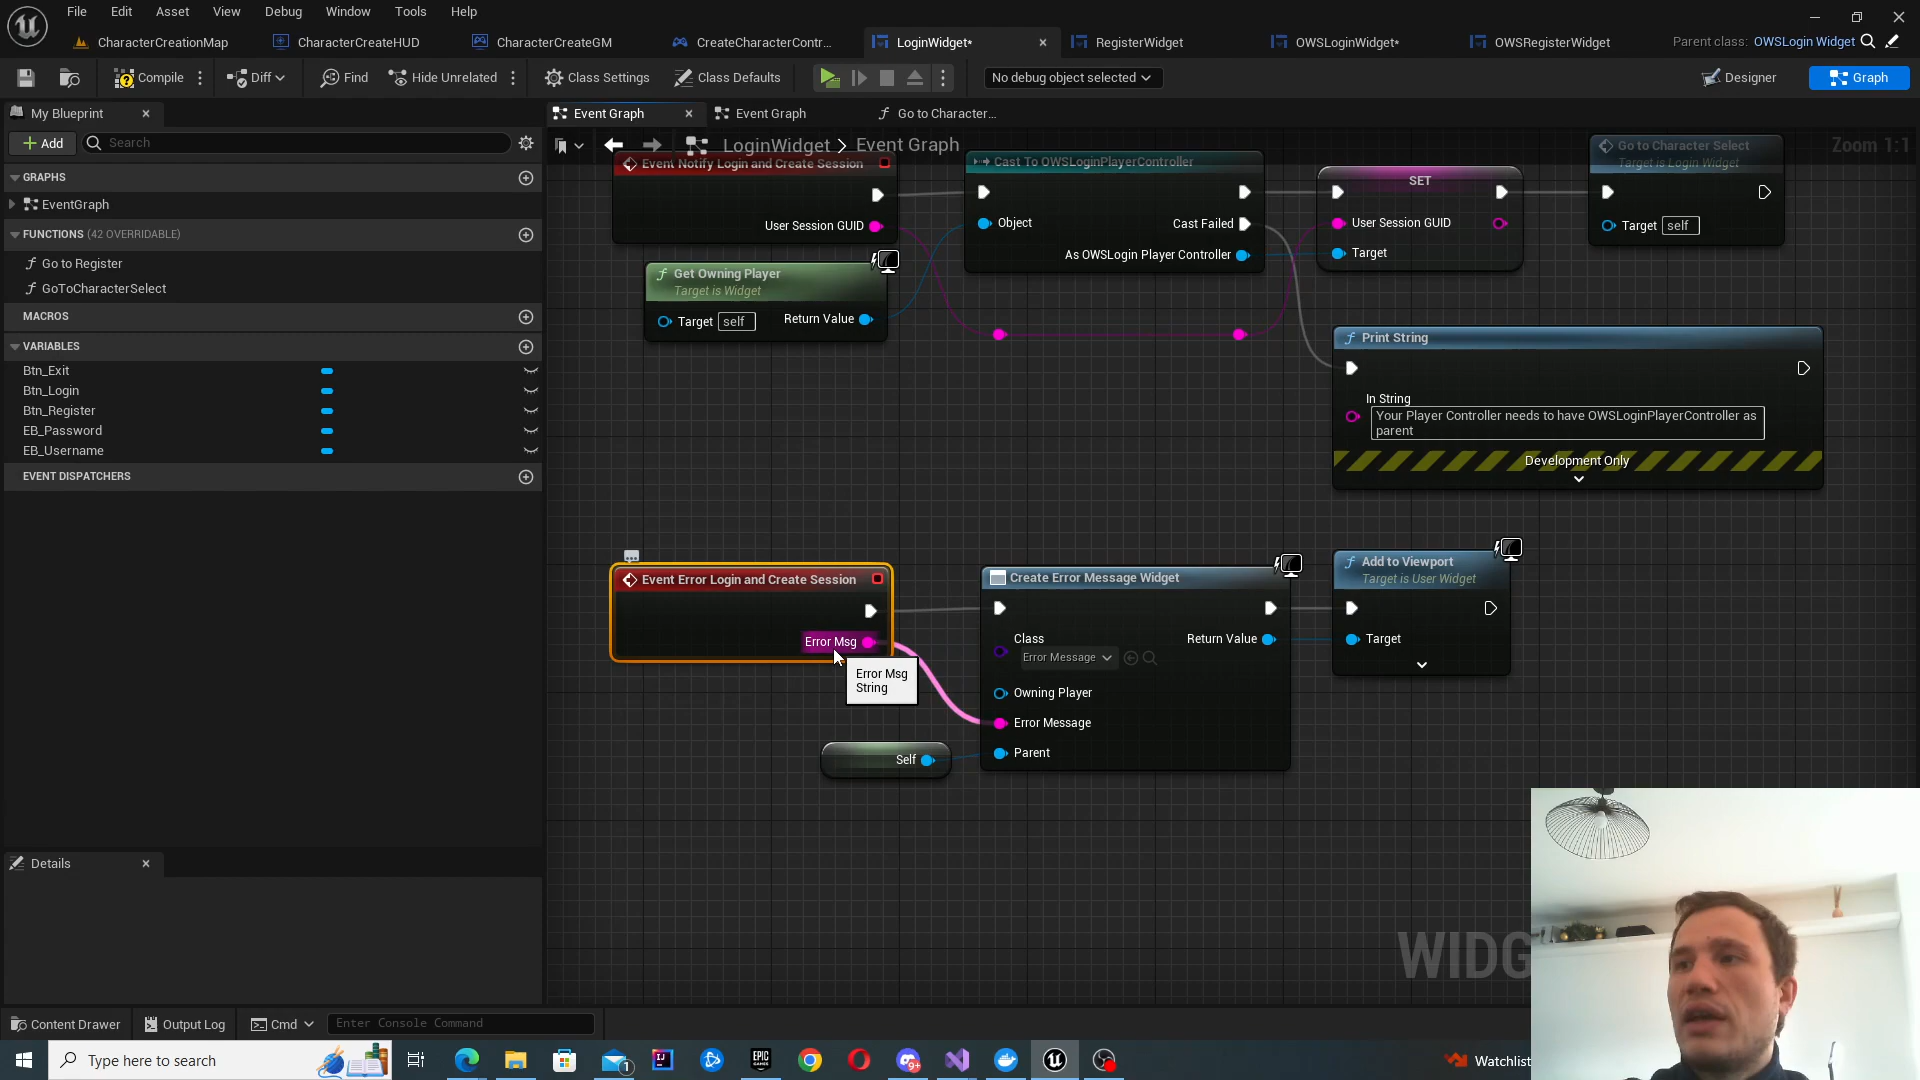 File Edit Asset View Debug Window Tools Help
CharacterCreationMap CharacterCreateHUD CharacterCreateGM CreateCharacterContr... LoginWidget* RegisterWidget OWSLoginWidget* OWSRegisterWidget Parent class: OWSLogin Widget
Compile Diff Find Hide Unrelated Class Settings Class Defaults No debug object selected Designer Graph
My Blueprint
Event Graph Event Graph Go to Character...
Add Search
LoginWidget > Event Graph
Zoom 1:1
GRAPHS
EventGraph
FUNCTIONS (42 OVERRIDABLE)
Go to Register
GoToCharacterSelect
MACROS
VARIABLES
Btn_Exit
Btn_Login
Btn_Register
EB_Password
EB_Username
EVENT DISPATCHERS
Event Notify Login and Create Session
User Session GUID
Get Owning Player
Target is Widget
Target self Return Value
Cast To OWSLoginPlayerController
Object
Cast Failed
As OWSLogin Player Controller
SET
User Session GUID
Target
Go to Character Select
Target is Login Widget
Target self
Print String
In String
Your Player Controller needs to have OWSLoginPlayerController as
parent
Development Only
Event Error Login and Create Session
Error Msg
Error Msg
String
Self
Create Error Message Widget
Class
Error Message
Return Value
Owning Player
Error Message
Parent
Add to Viewport
Target is User Widget
Target
Details
WIDG
Content Drawer Output Log Cmd Enter Console Command
Type here to search
1
EPIC
GAMES
9+
Watchlist